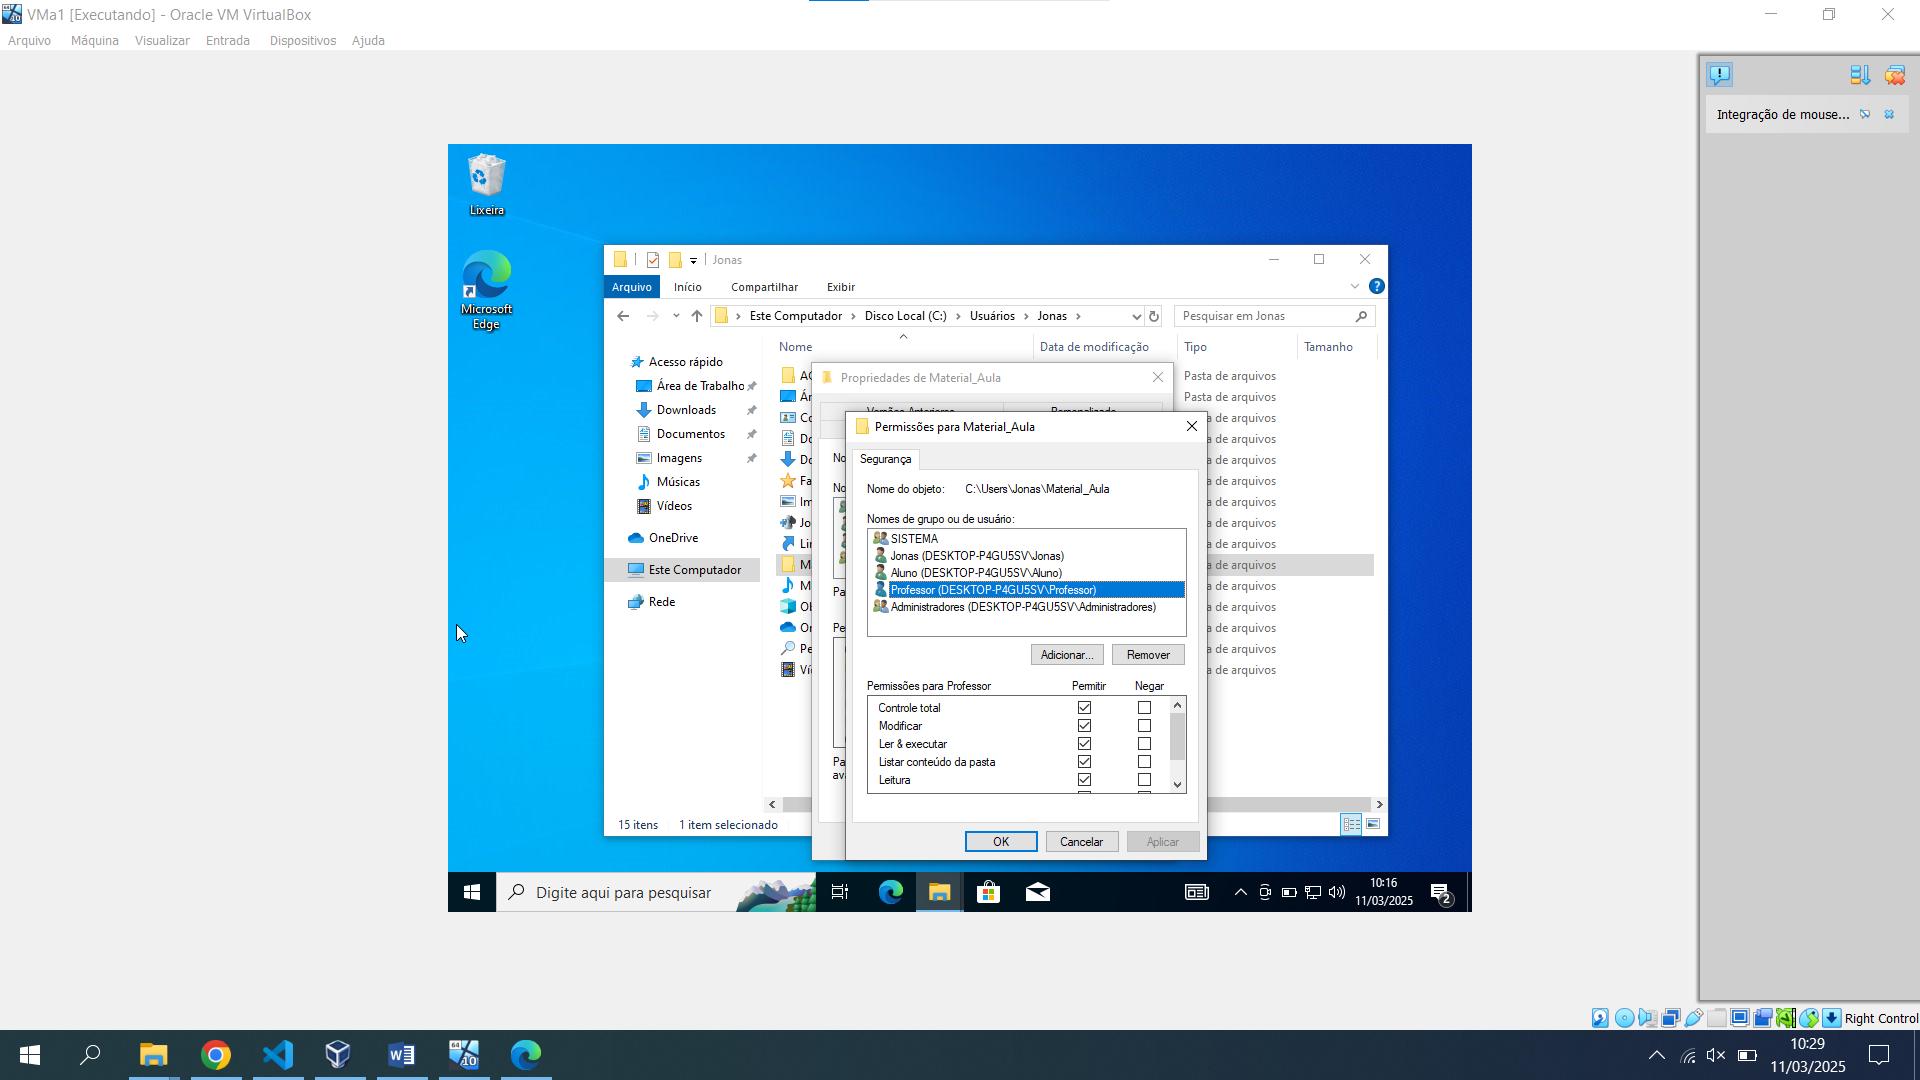 VMa1 [Executando] - Oracle VM VirtualBox
Arquivo Máquina Visualizar Entrada Dispositivos Ajuda
Integração de mouse...
Lixeira
Microsoft
Edge
Jonas
Arquivo Início Compartilhar Exibir
Este Computador Disco Local (C:) Usuários Jonas
Pesquisar em Jonas
Nome Data de modificação Tipo Tamanho
Acesso rápido
Área de Trabalho
Downloads
Documentos
Imagens
Músicas
Vídeos
OneDrive
Este Computador
Rede
Pasta de arquivos
Pasta de arquivos
a de arquivos
a de arquivos
a de arquivos
a de arquivos
a de arquivos
a de arquivos
a de arquivos
a de arquivos
a de arquivos
a de arquivos
a de arquivos
a de arquivos
a de arquivos
15 itens 1 item selecionado
Propriedades de Material_Aula
Versões Anteriores Personalizado
Permissões para Material_Aula
Segurança
Nome do objeto: C:\Users\Jonas\Material_Aula
Nomes de grupo ou de usuário:
SISTEMA
Jonas (DESKTOP-P4GU5SV\Jonas)
Aluno (DESKTOP-P4GU5SV\Aluno)
Professor (DESKTOP-P4GU5SV\Professor)
Administradores (DESKTOP-P4GU5SV\Administradores)
Adicionar... Remover
Permissões para Professor Permitir Negar
Controle total
Modificar
Ler & executar
Listar conteúdo da pasta
Leitura
OK Cancelar Aplicar
Digite aqui para pesquisar
10:16
11/03/2025
2
Right Control
64
10
10:29
11/03/2025